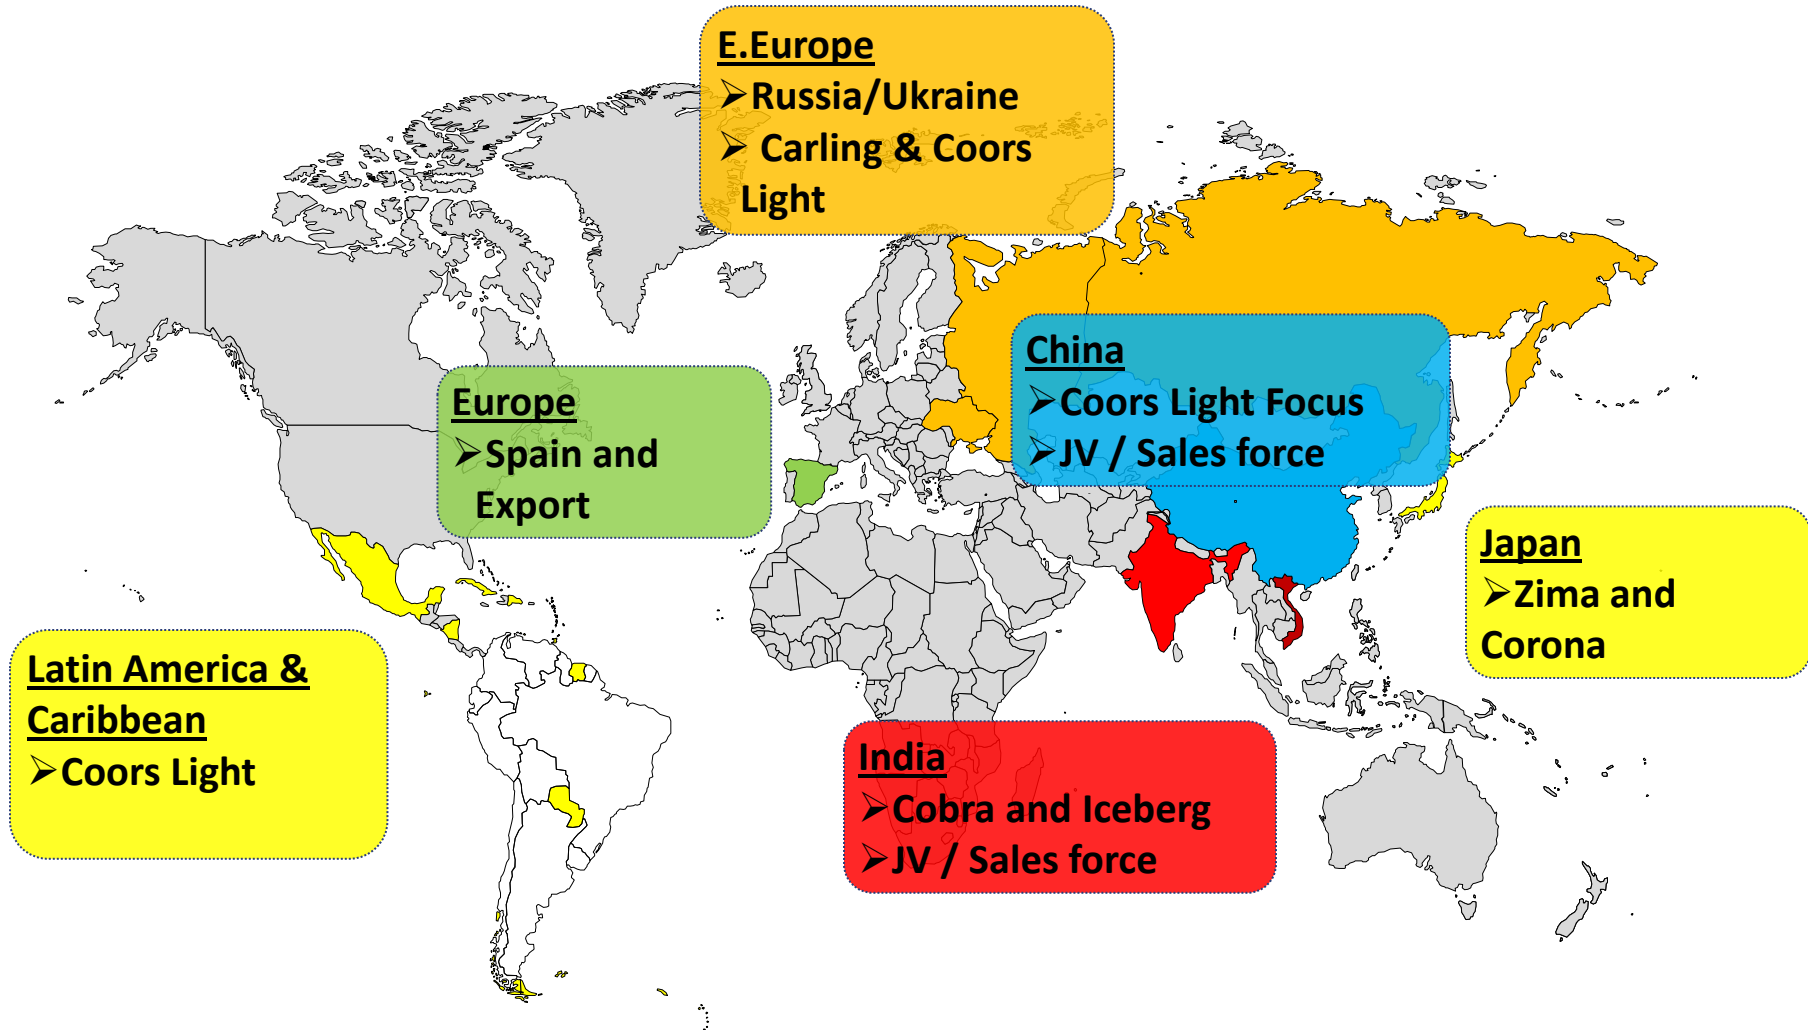 E.Europe
➢Russia/Ukraine
➢ Carling & Coors
Light
China
➢Coors Light Focus
➢JV / Sales force
Europe
➢Spain and
Export
Japan
➢Zima and
Corona
Latin America &
Caribbean
➢Coors Light
India
➢Cobra and Iceberg
➢JV / Sales force